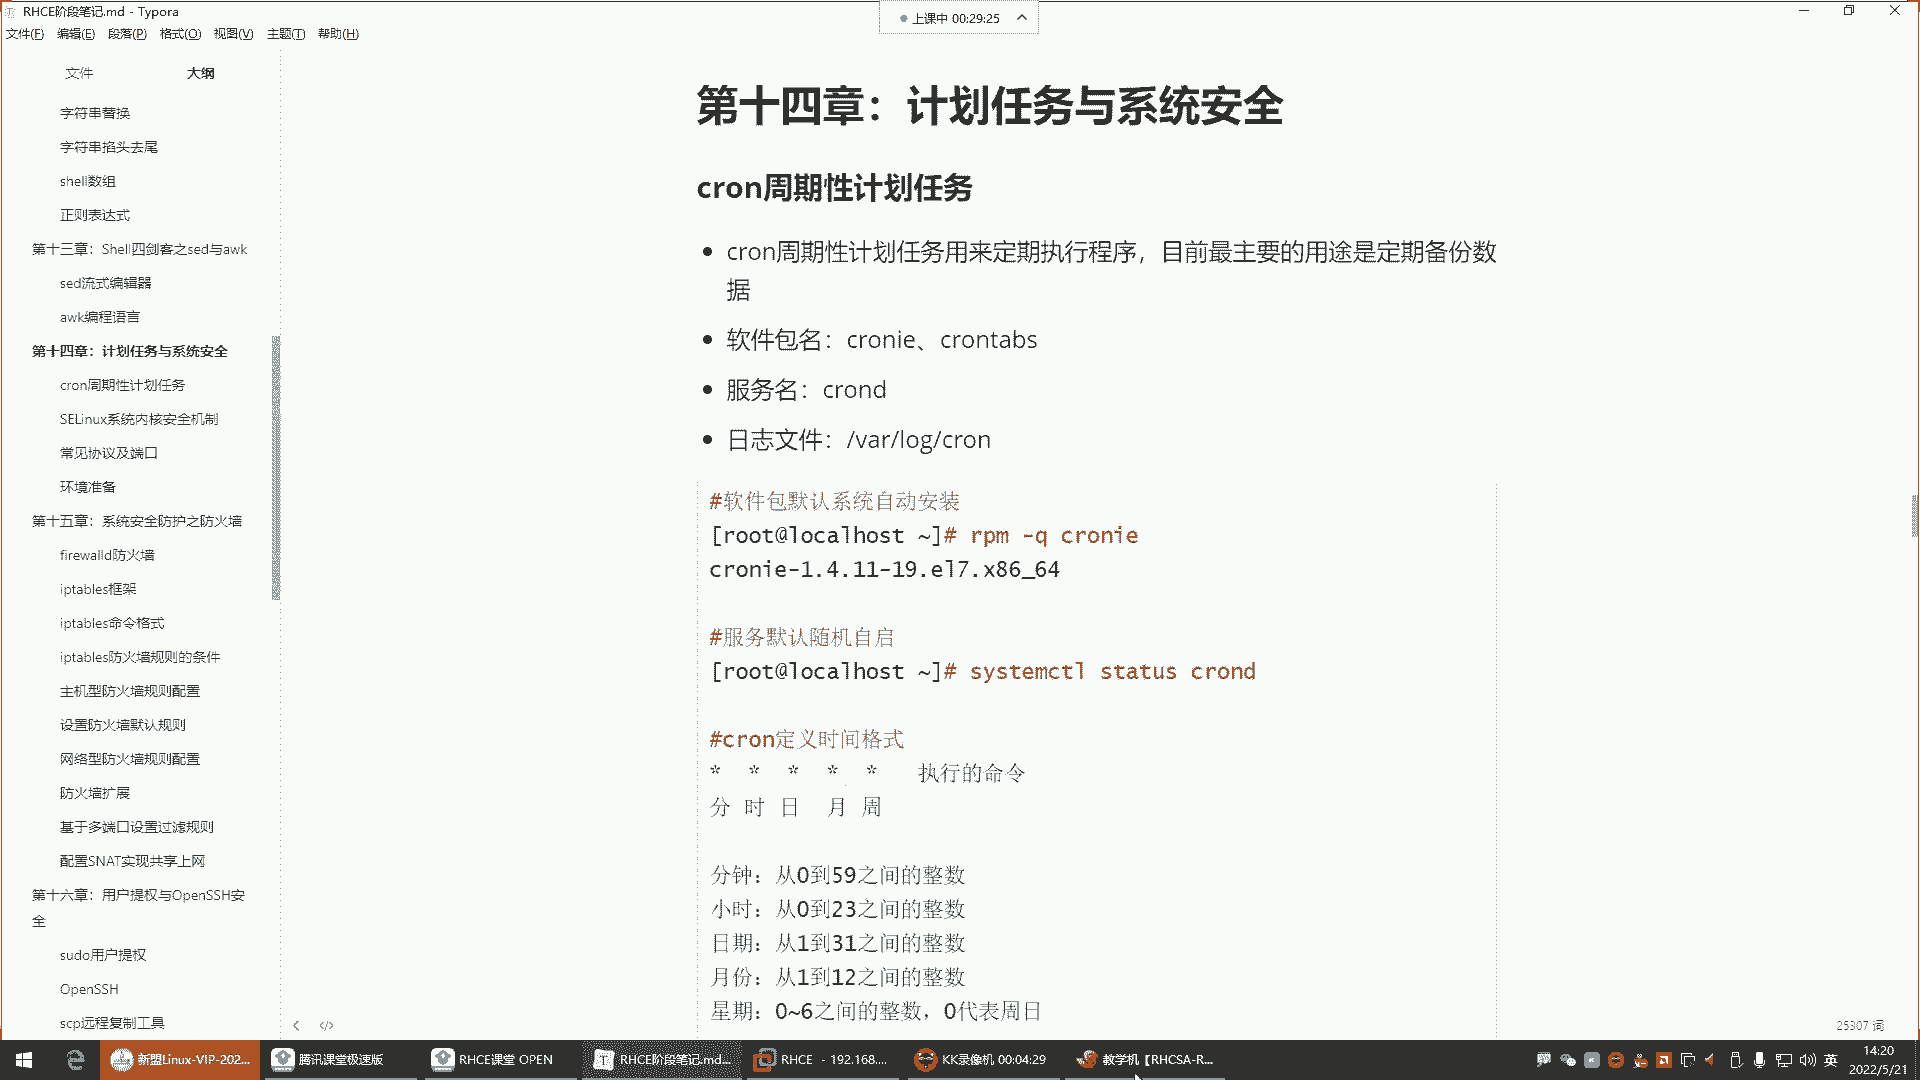 RHCE阶段笔记.md - Typora
上课中 00:29:25
文件(F) 编辑(E) 段落(P) 格式(O) 视图(V) 主题(T) 帮助(H)
文件 大纲
字符串替换
字符串掐头去尾
shell数组
正则表达式
第十三章：Shell四剑客之sed与awk
sed流式编辑器
awk编程语言
第十四章：计划任务与系统安全
cron周期性计划任务
SELinux系统内核安全机制
常见协议及端口
环境准备
第十五章：系统安全防护之防火墙
firewalld防火墙
iptables框架
iptables命令格式
iptables防火墙规则的条件
主机型防火墙规则配置
设置防火墙默认规则
网络型防火墙规则配置
防火墙扩展
基于多端口设置过滤规则
配置SNAT实现共享上网
第十六章：用户提权与OpenSSH安
全
sudo用户提权
OpenSSH
scp远程复制工具
第十四章：计划任务与系统安全
cron周期性计划任务
cron周期性计划任务用来定期执行程序，目前最主要的用途是定期备份数
据
软件包名：cronie、crontabs
服务名：crond
日志文件：/var/log/cron
#软件包默认系统自动安装
[root@localhost ~]# rpm -q cronie
cronie-1.4.11-19.el7.x86_64
#服务默认随机自启
[root@localhost ~]# systemctl status crond
#cron定义时间格式
* * * * * 执行的命令
分 时 日 月 周
分钟：从0到59之间的整数
小时：从0到23之间的整数
日期：从1到31之间的整数
月份：从1到12之间的整数
星期：0~6之间的整数，0代表周日
25307 词
新盟Linux-VIP-202...
腾讯课堂极速版
RHCE课堂 OPEN
RHCE阶段笔记.md...
RHCE - 192.168....
KK录像机 00:04:29
教学机【RHCSA-R...
英
14:20
2022/5/21